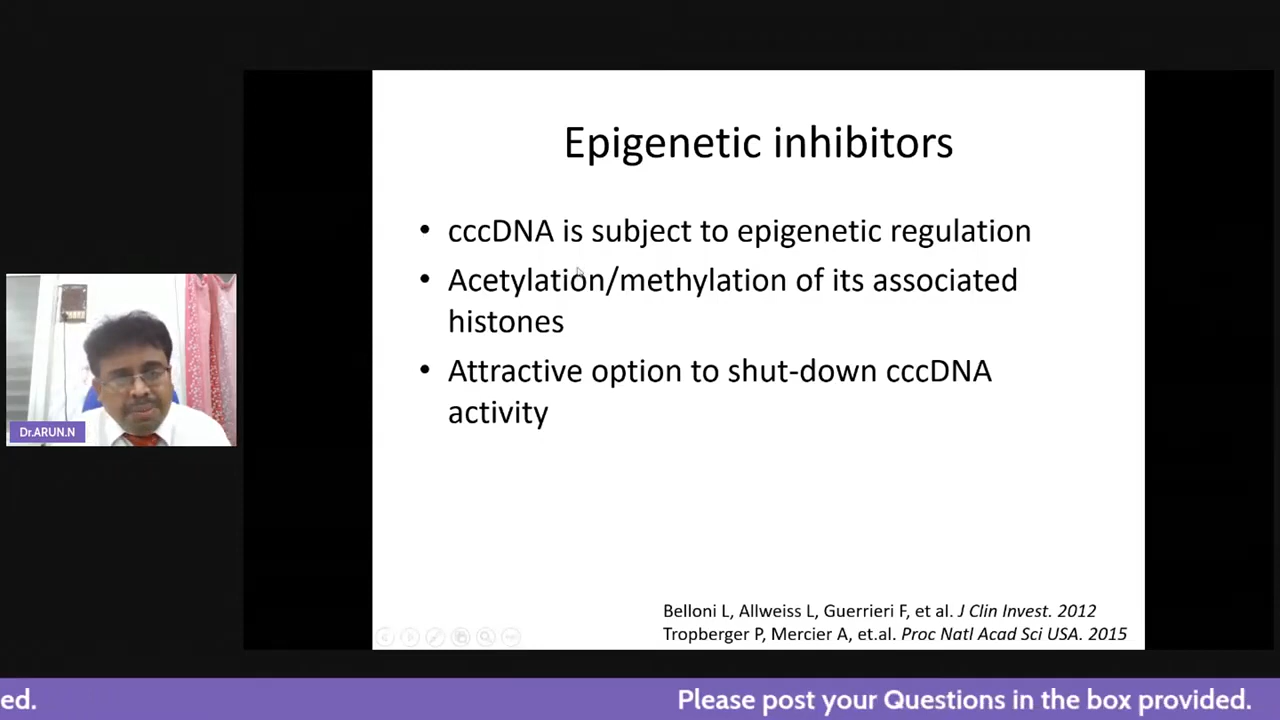 Epigenetic inhibitors
• cccDNA is subject to epigenetic regulation
• Acetylation/methylation of its associated
histones
• Attractive option to shut-down cccDNA
activity
Dr.ARUN.N
Belloni L, Allweiss L, Guerrieri F, et al. J Clin Invest. 2012
Tropberger P, Mercier A, et.al. Proc Natl Acad Sci USA. 2015
ed.
Please post your Questions in the box provided.